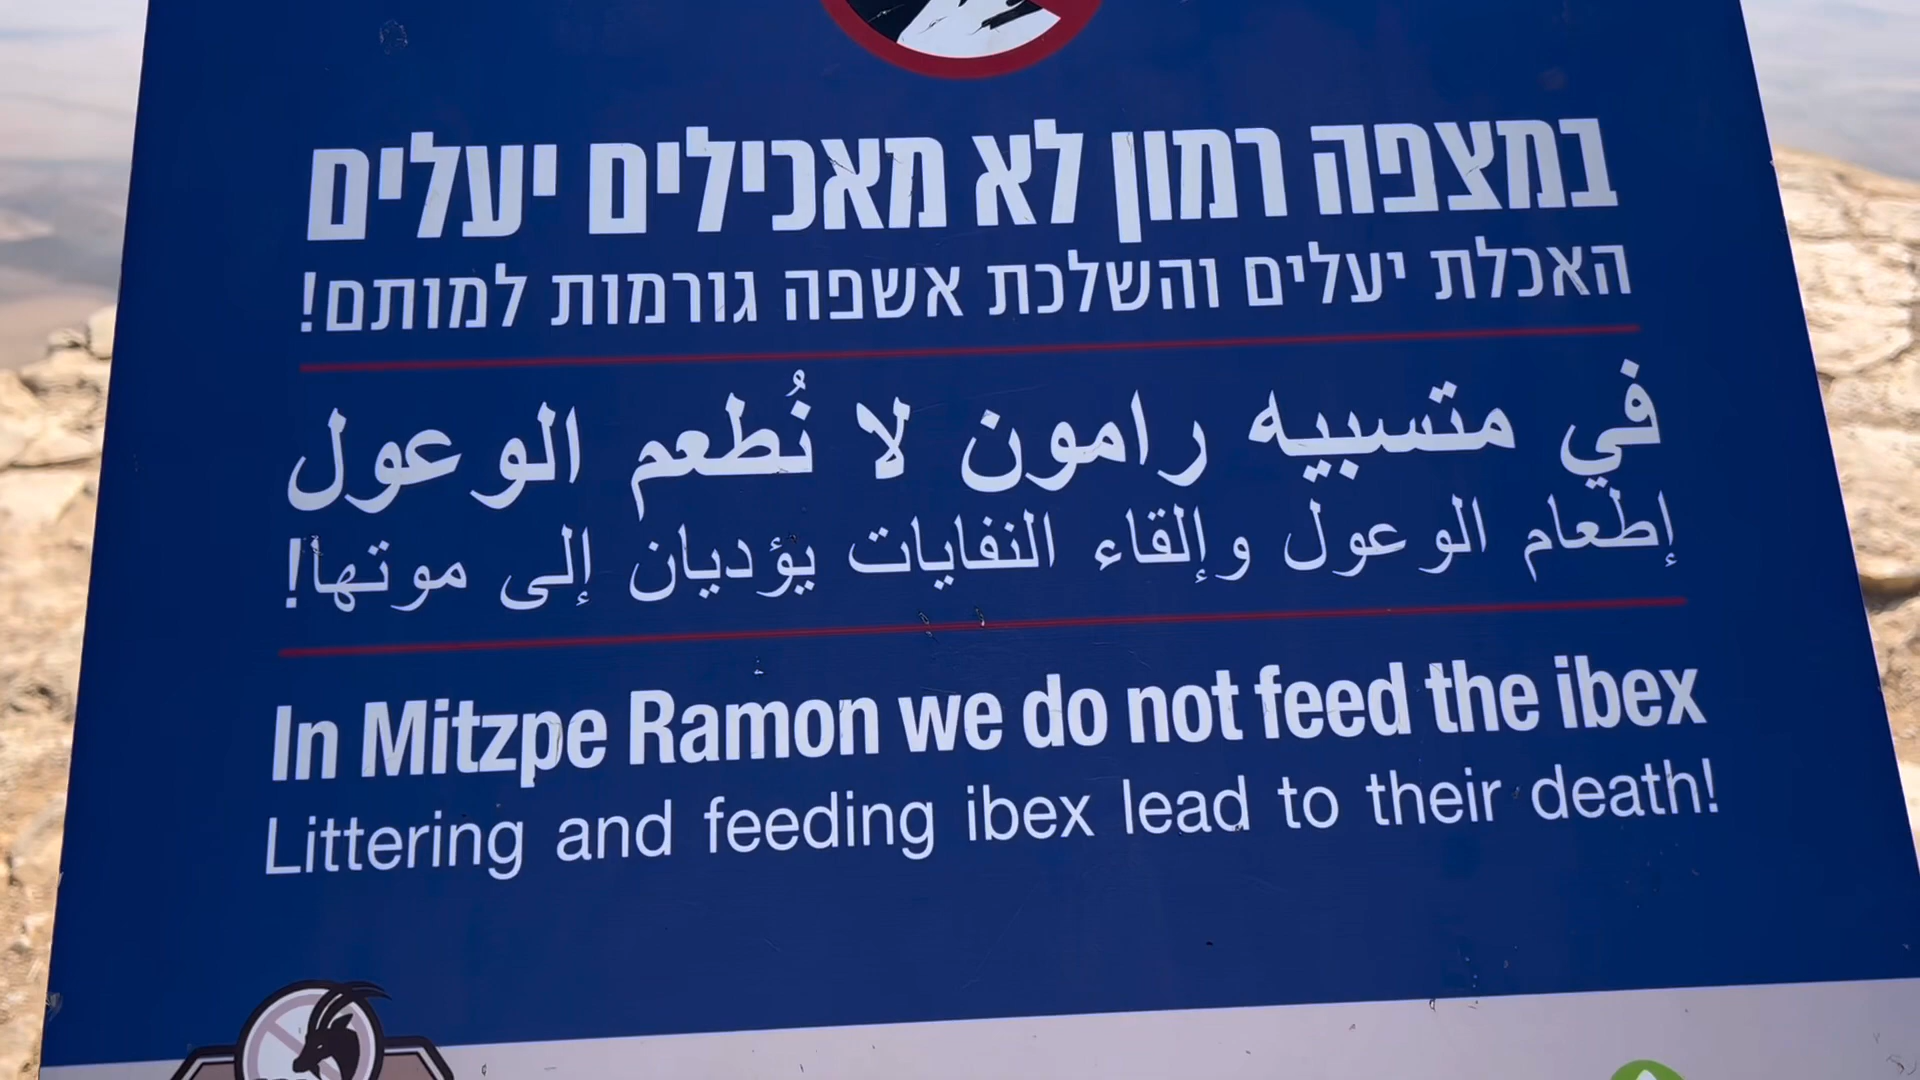 במצפה רמון לא מאכילים יעלים
האכלת יעלים והשלכת אשפה גורמות למותם!
في متسبيه رامون لا نُطعم الوعول
إطعام الوعول وإلقاء النفايات يؤديان إلى موتها!
In Mitzpe Ramon we do not feed the ibex
Littering and feeding ibex lead to their death!